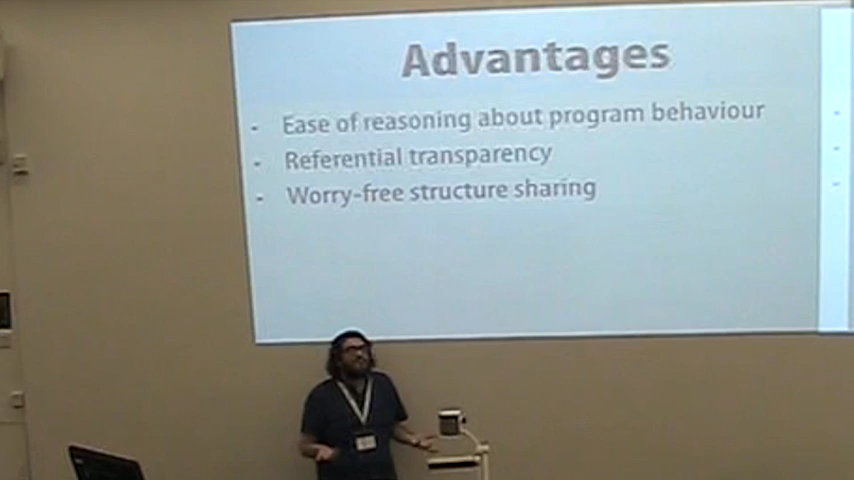 Advantages
- Ease of reasoning about program behaviour
- Referential transparency
- Worry-free structure sharing